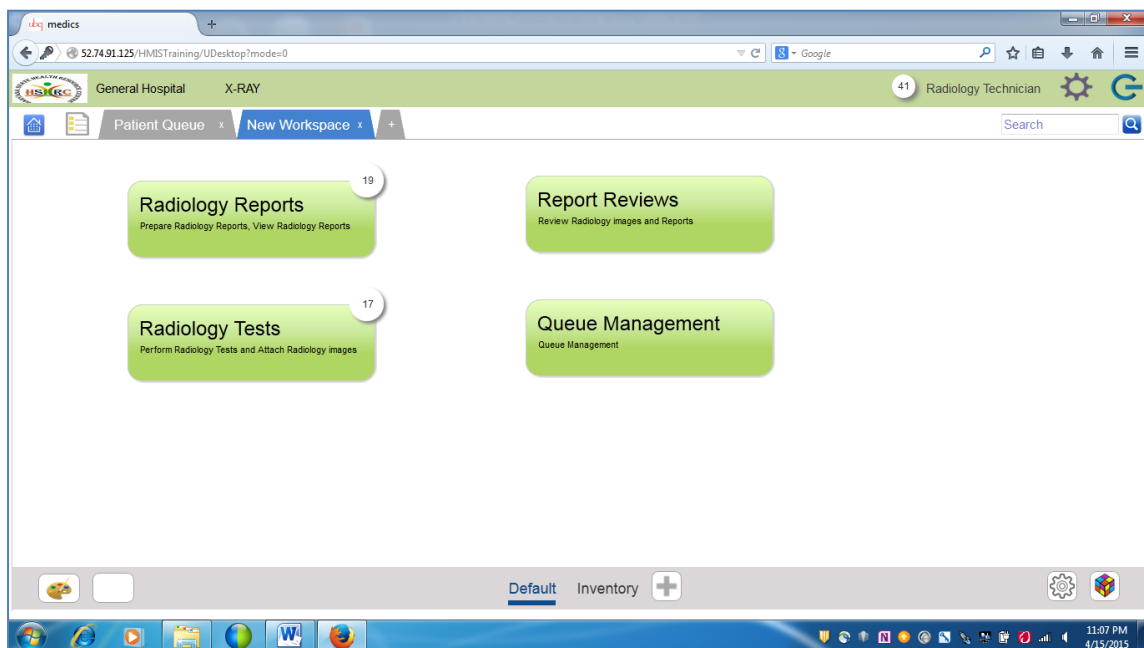 ubq medics
+
52.74.91.125/HMISTraining/UDesktop?mode=0
8 - Google
HSHRC
General Hospital X-RAY
41 Radiology Technician
Patient Queue x New Workspace x +
Search
19
Radiology Reports
Prepare Radiology Reports, View Radiology Reports
Report Reviews
Review Radiology images and Reports
17
Radiology Tests
Perform Radiology Tests and Attach Radiology images
Queue Management
Queue Management
Default Inventory
11:07 PM
4/15/2015